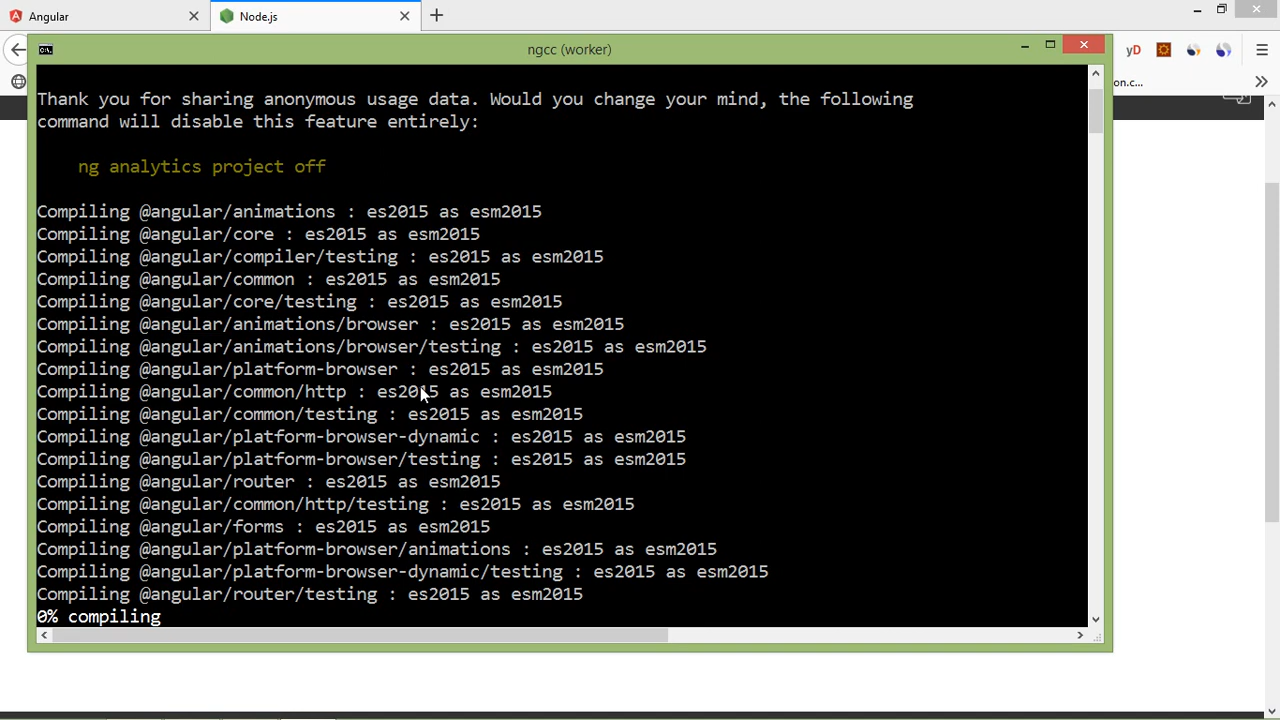 Angular
Node.js
ngcc (worker)
yD
on.c...
Thank you for sharing anonymous usage data. Would you change your mind, the following
command will disable this feature entirely:
ng analytics project off
Compiling @angular/animations : es2015 as esm2015
Compiling @angular/core : es2015 as esm2015
Compiling @angular/compiler/testing : es2015 as esm2015
Compiling @angular/common : es2015 as esm2015
Compiling @angular/core/testing : es2015 as esm2015
Compiling @angular/animations/browser : es2015 as esm2015
Compiling @angular/animations/browser/testing : es2015 as esm2015
Compiling @angular/platform-browser : es2015 as esm2015
Compiling @angular/common/http : es2015 as esm2015
Compiling @angular/common/testing : es2015 as esm2015
Compiling @angular/platform-browser-dynamic : es2015 as esm2015
Compiling @angular/platform-browser/testing : es2015 as esm2015
Compiling @angular/router : es2015 as esm2015
Compiling @angular/common/http/testing : es2015 as esm2015
Compiling @angular/forms : es2015 as esm2015
Compiling @angular/platform-browser/animations : es2015 as esm2015
Compiling @angular/platform-browser-dynamic/testing : es2015 as esm2015
Compiling @angular/router/testing : es2015 as esm2015
0% compiling